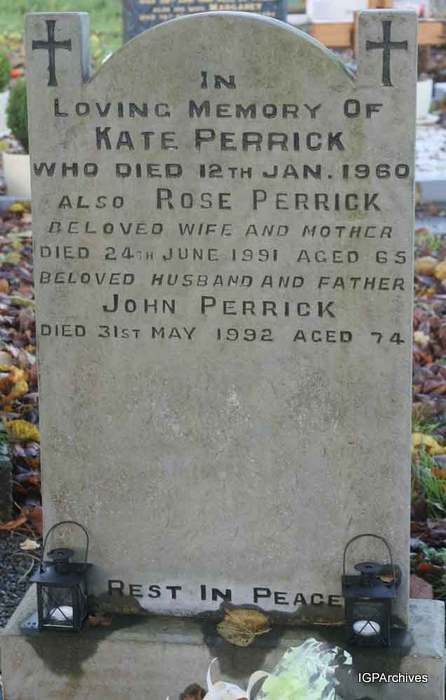 IN
LOVING MEMORY OF
KATE PERRICK
WHO DIED 12TH JAN. 1960
ALSO ROSE PERRICK
BELOVED WIFE AND MOTHER
DIED 24TH JUNE 1991 AGED 65
BELOVED HUSBAND AND FATHER
JOHN PERRICK
DIED 31ST MAY 1992 AGED 74
REST IN PEACE
IGPArchives